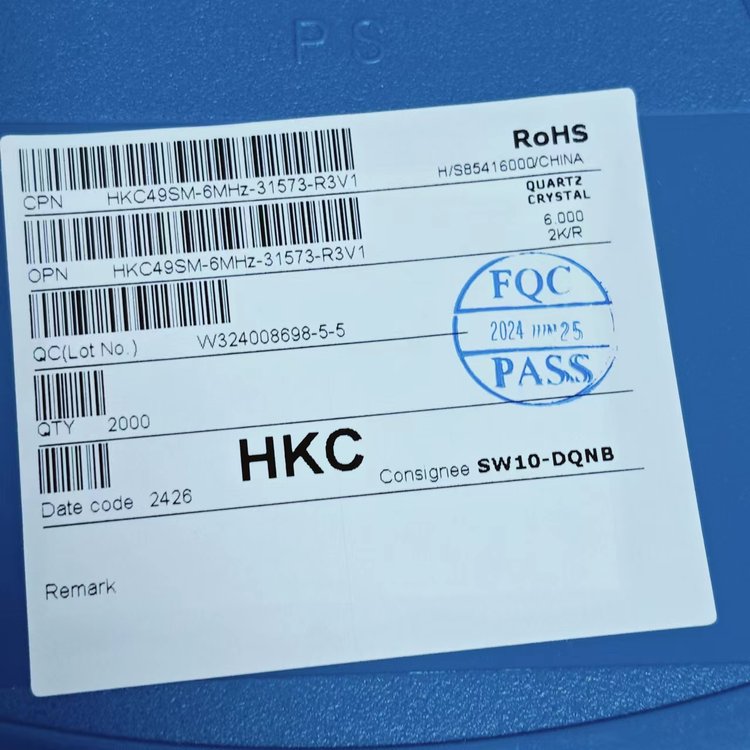 PS
RoHS
H/S85416000/CHINA
CPN HKC49SM-6MHz-31573-R3V1
QUARTZ
CRYSTAL
6.000
2K/R
OPN HKC49SM-6MHz-31573-R3V1
FQC
2024 JUN 25
PASS
QC(Lot No.) W324008698-5-5
QTY 2000
HKC
Consignee SW10-DQNB
Date code 2426
Remark